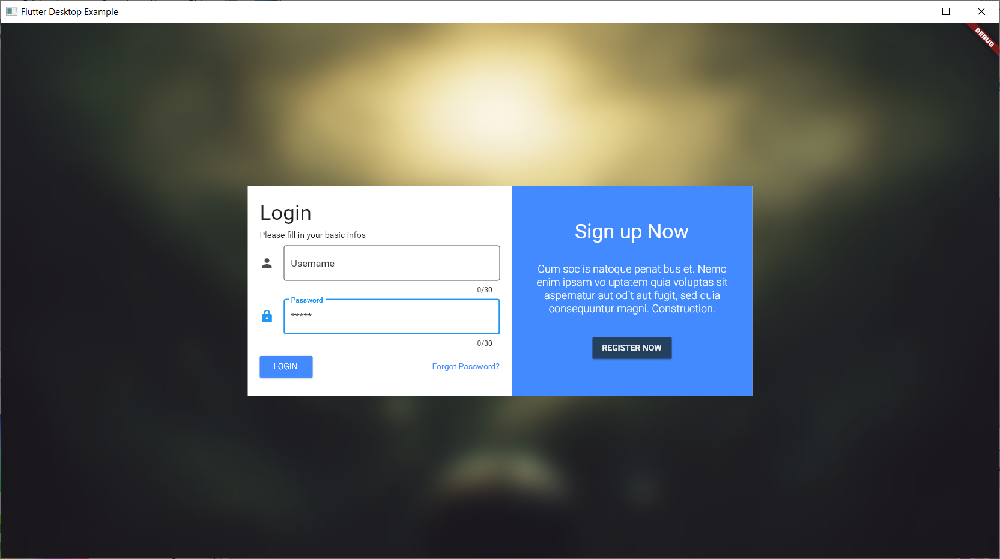 Flutter Desktop Example
DEBUG
Login
Please fill in your basic infos
Username
0/30
Password
*****
0/30
LOGIN
Forgot Password?
Sign up Now
Cum sociis natoque penatibus et. Nemo
enim ipsam voluptatem quia voluptas sit
aspernatur aut odit aut fugit, sed quia
consequuntur magni. Construction.
REGISTER NOW